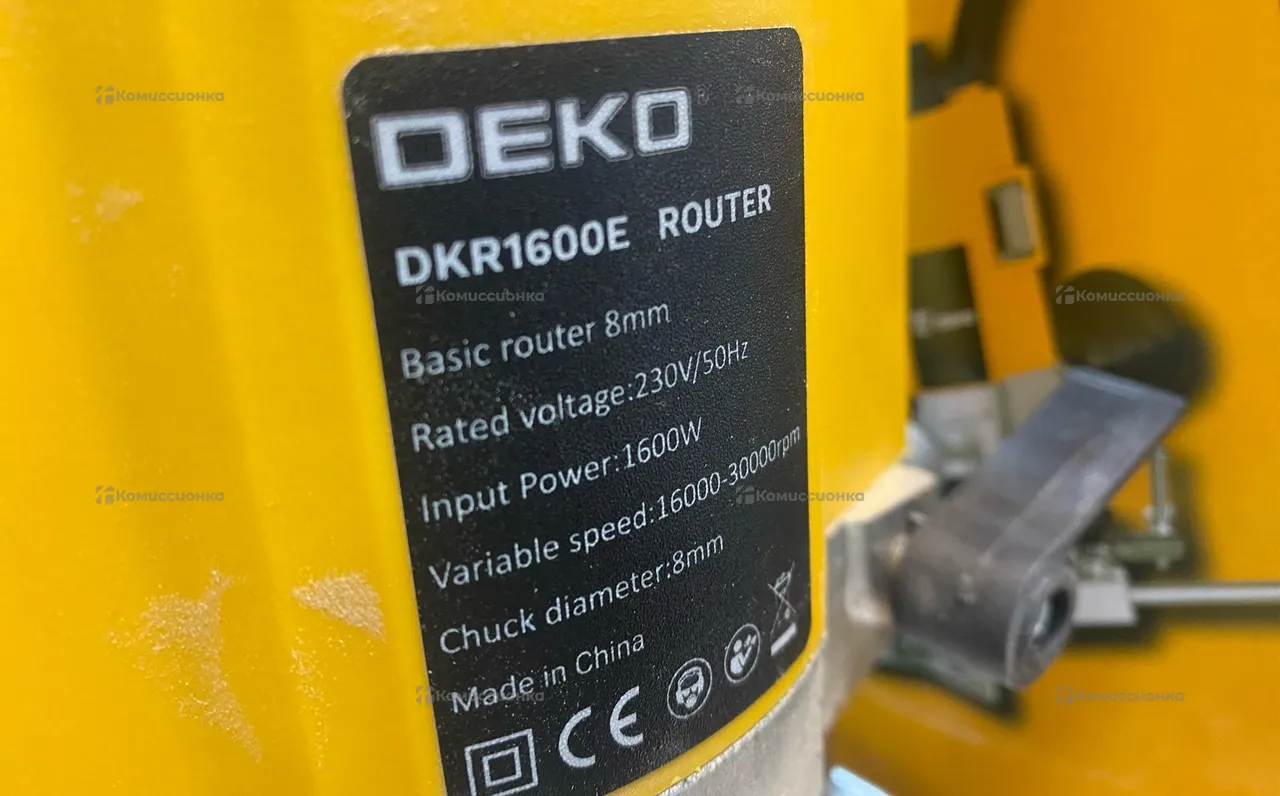 DEKO
DKR1600E ROUTER
Basic router 8mm
Rated voltage:230V/50Hz
Input Power:1600W
Variable speed:16000-30000rpm
Chuck diameter:8mm
Made in China
CE
Комиссионка
Комиссионка
Комиссионка
Комиссионка
Комиссионка
Комиссионка
Комиссионка
Комиссионка